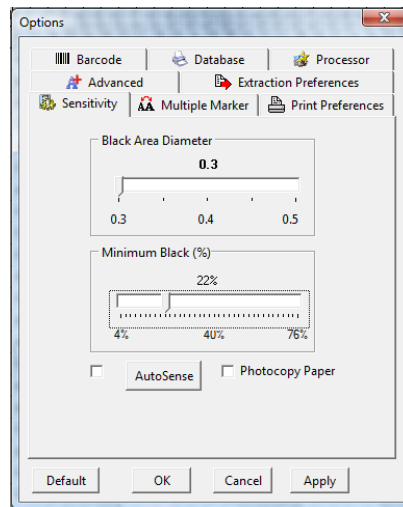 Options
Barcode Database Processor
Advanced Extraction Preferences
Sensitivity Multiple Marker Print Preferences
Black Area Diameter
0.3
0.3 0.4 0.5
Minimum Black (%)
22%
4% 40% 76%
AutoSense Photocopy Paper
Default OK Cancel Apply